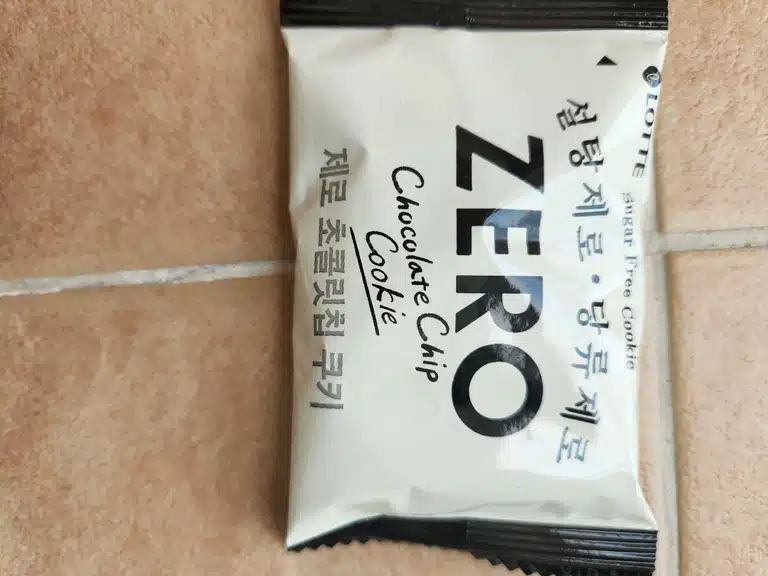 LOTTE Sugar Free Cookie
설탕제로•당류제로
ZERO
Chocolate Chip
Cookie
제로 초콜릿칩 쿠키